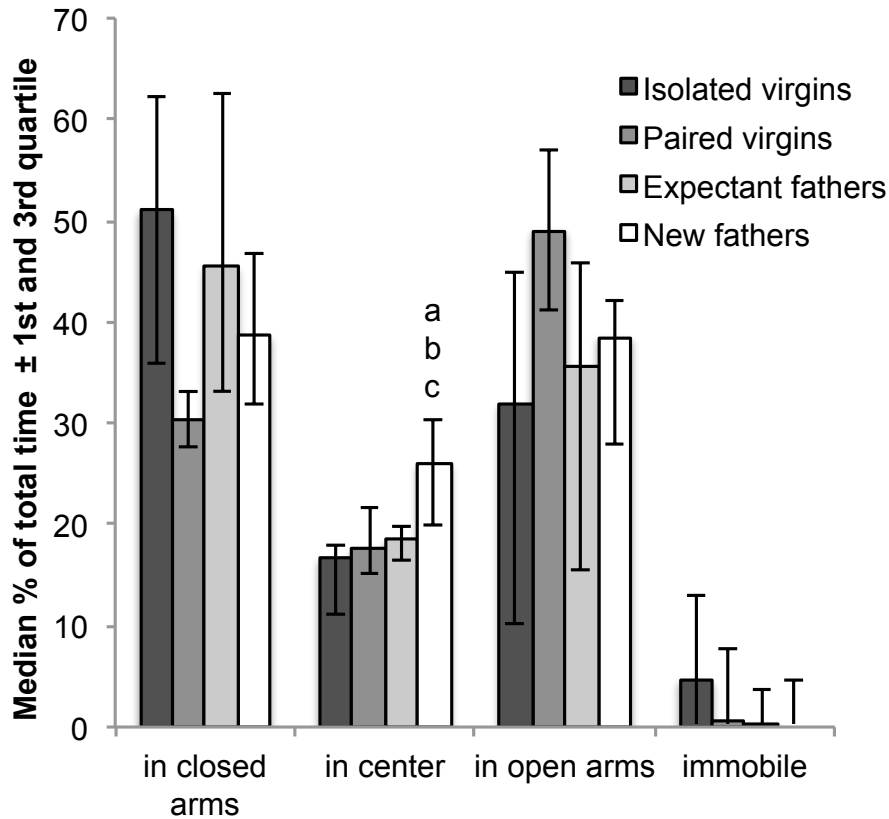 Median % of total time ± 1st and 3rd quartile
70
60
50
40
30
20
10
0
Isolated virgins
Paired virgins
Expectant fathers
New fathers
a
b
c
in closed
arms
in center
in open arms
immobile